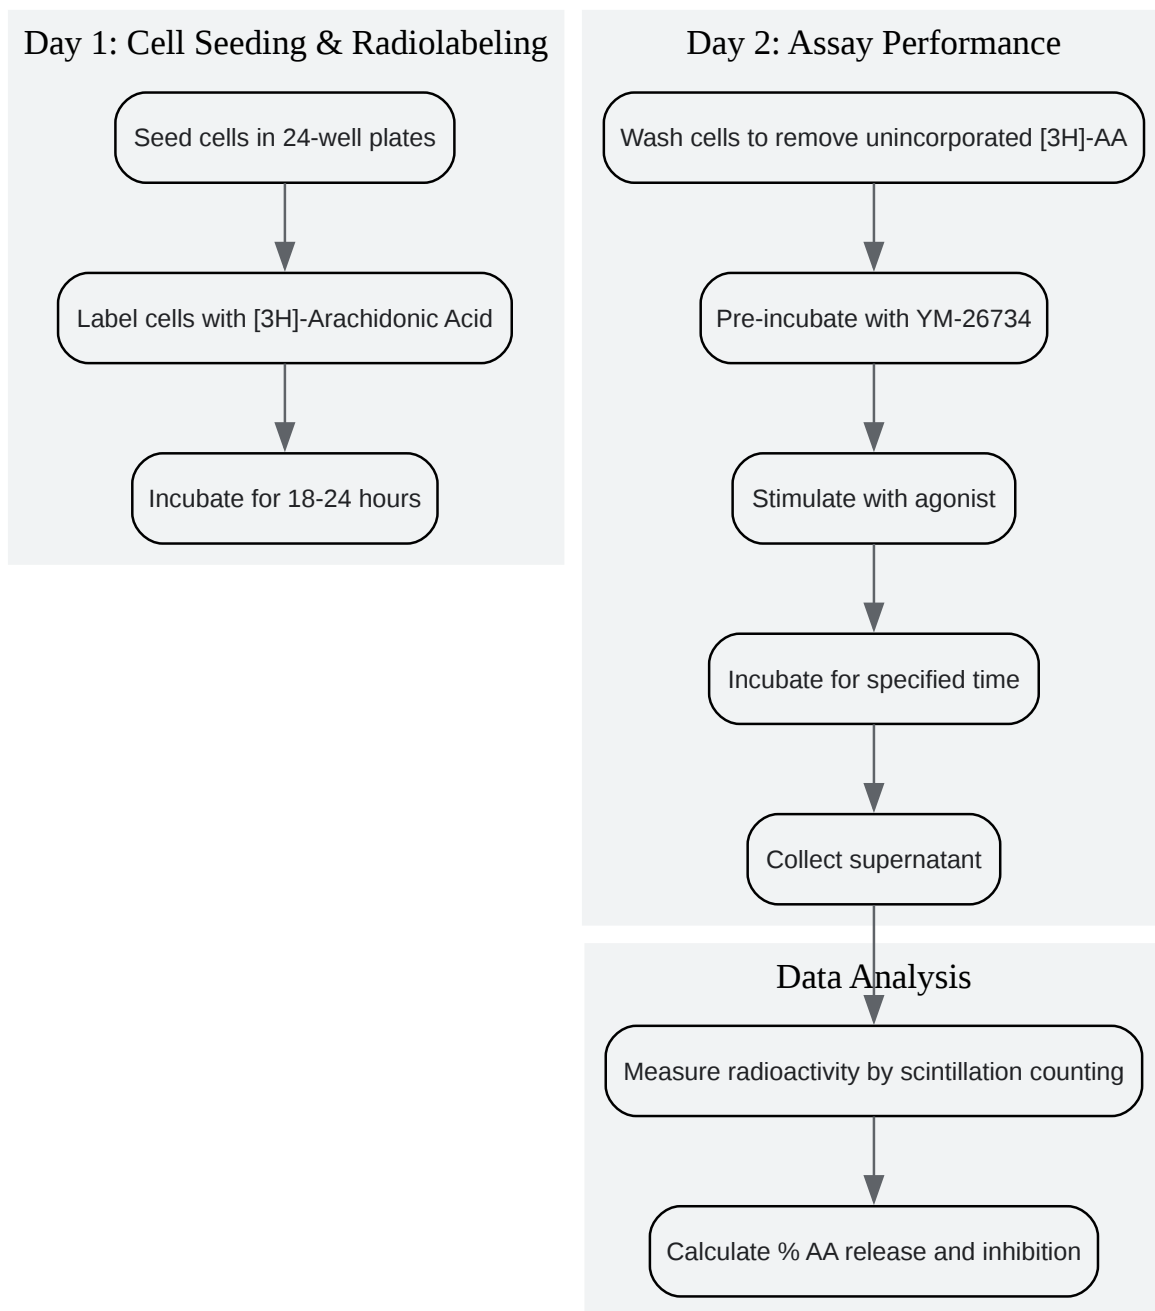 Day 1: Cell Seeding & Radiolabeling
Seed cells in 24-well plates
Label cells with [3H]-Arachidonic Acid
Incubate for 18-24 hours
Day 2: Assay Performance
Wash cells to remove unincorporated [3H]-AA
Pre-incubate with YM-26734
Stimulate with agonist
Incubate for specified time
Collect supernatant
Data Analysis
Measure radioactivity by scintillation counting
Calculate % AA release and inhibition